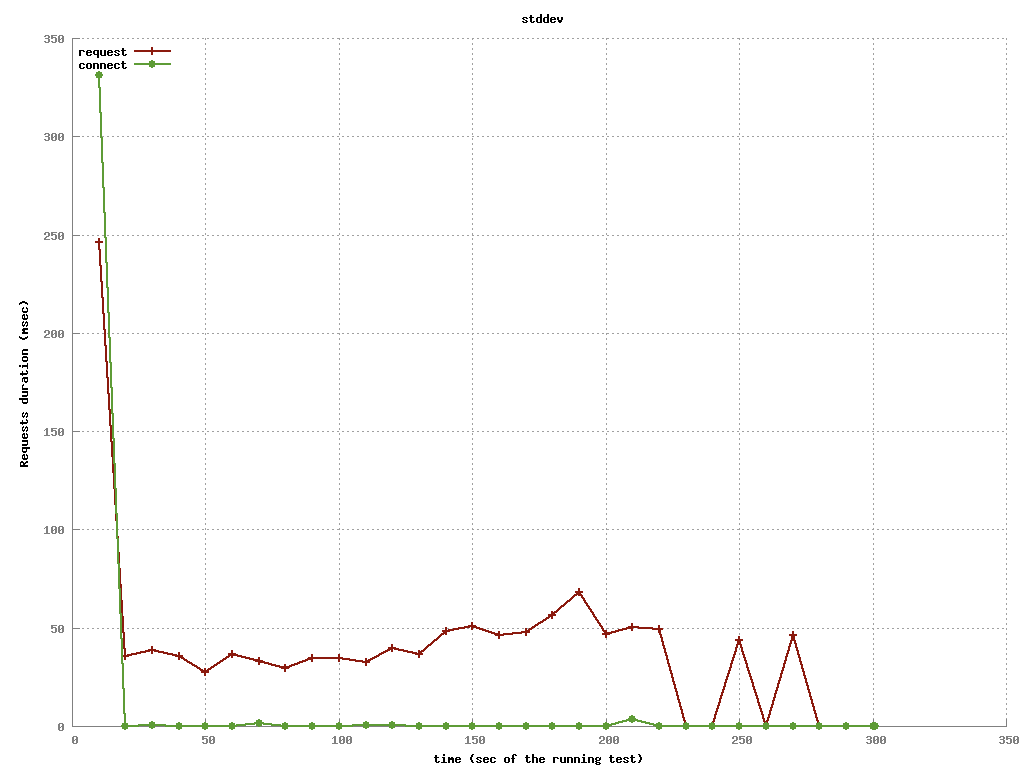 stddev
request
connect
350
300
250
200
150
100
50
0
Requests duration (msec)
0 50 100 150 200 250 300 350
time (sec of the running test)